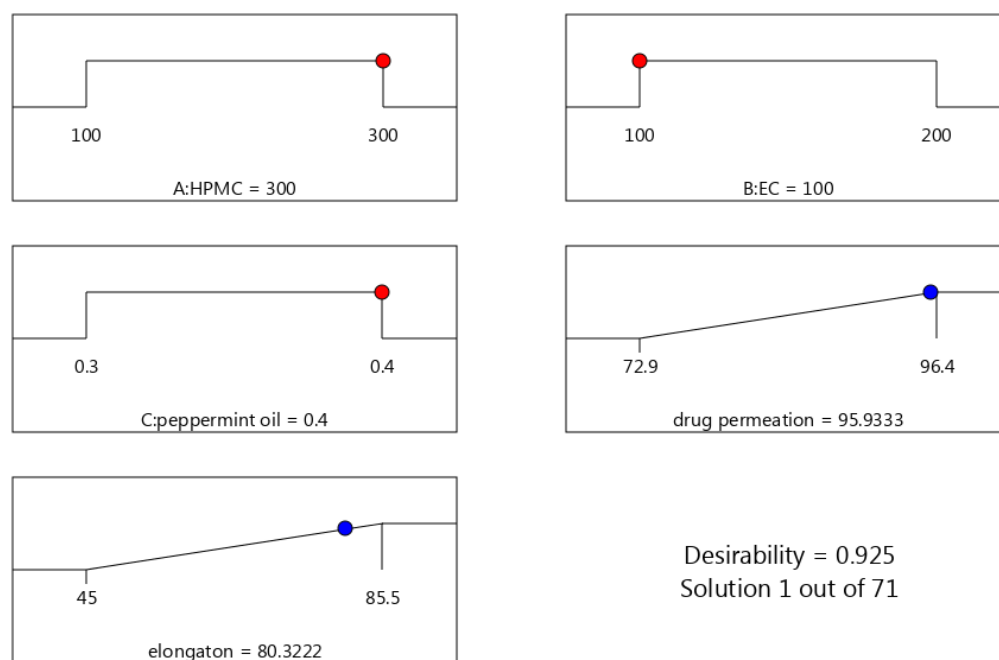 100 300
A:HPMC = 300
100 200
B:EC = 100
0.3 0.4
C:peppermint oil = 0.4
72.9 96.4
drug permeation = 95.9333
45 85.5
elongaton = 80.3222
Desirability = 0.925
Solution 1 out of 71